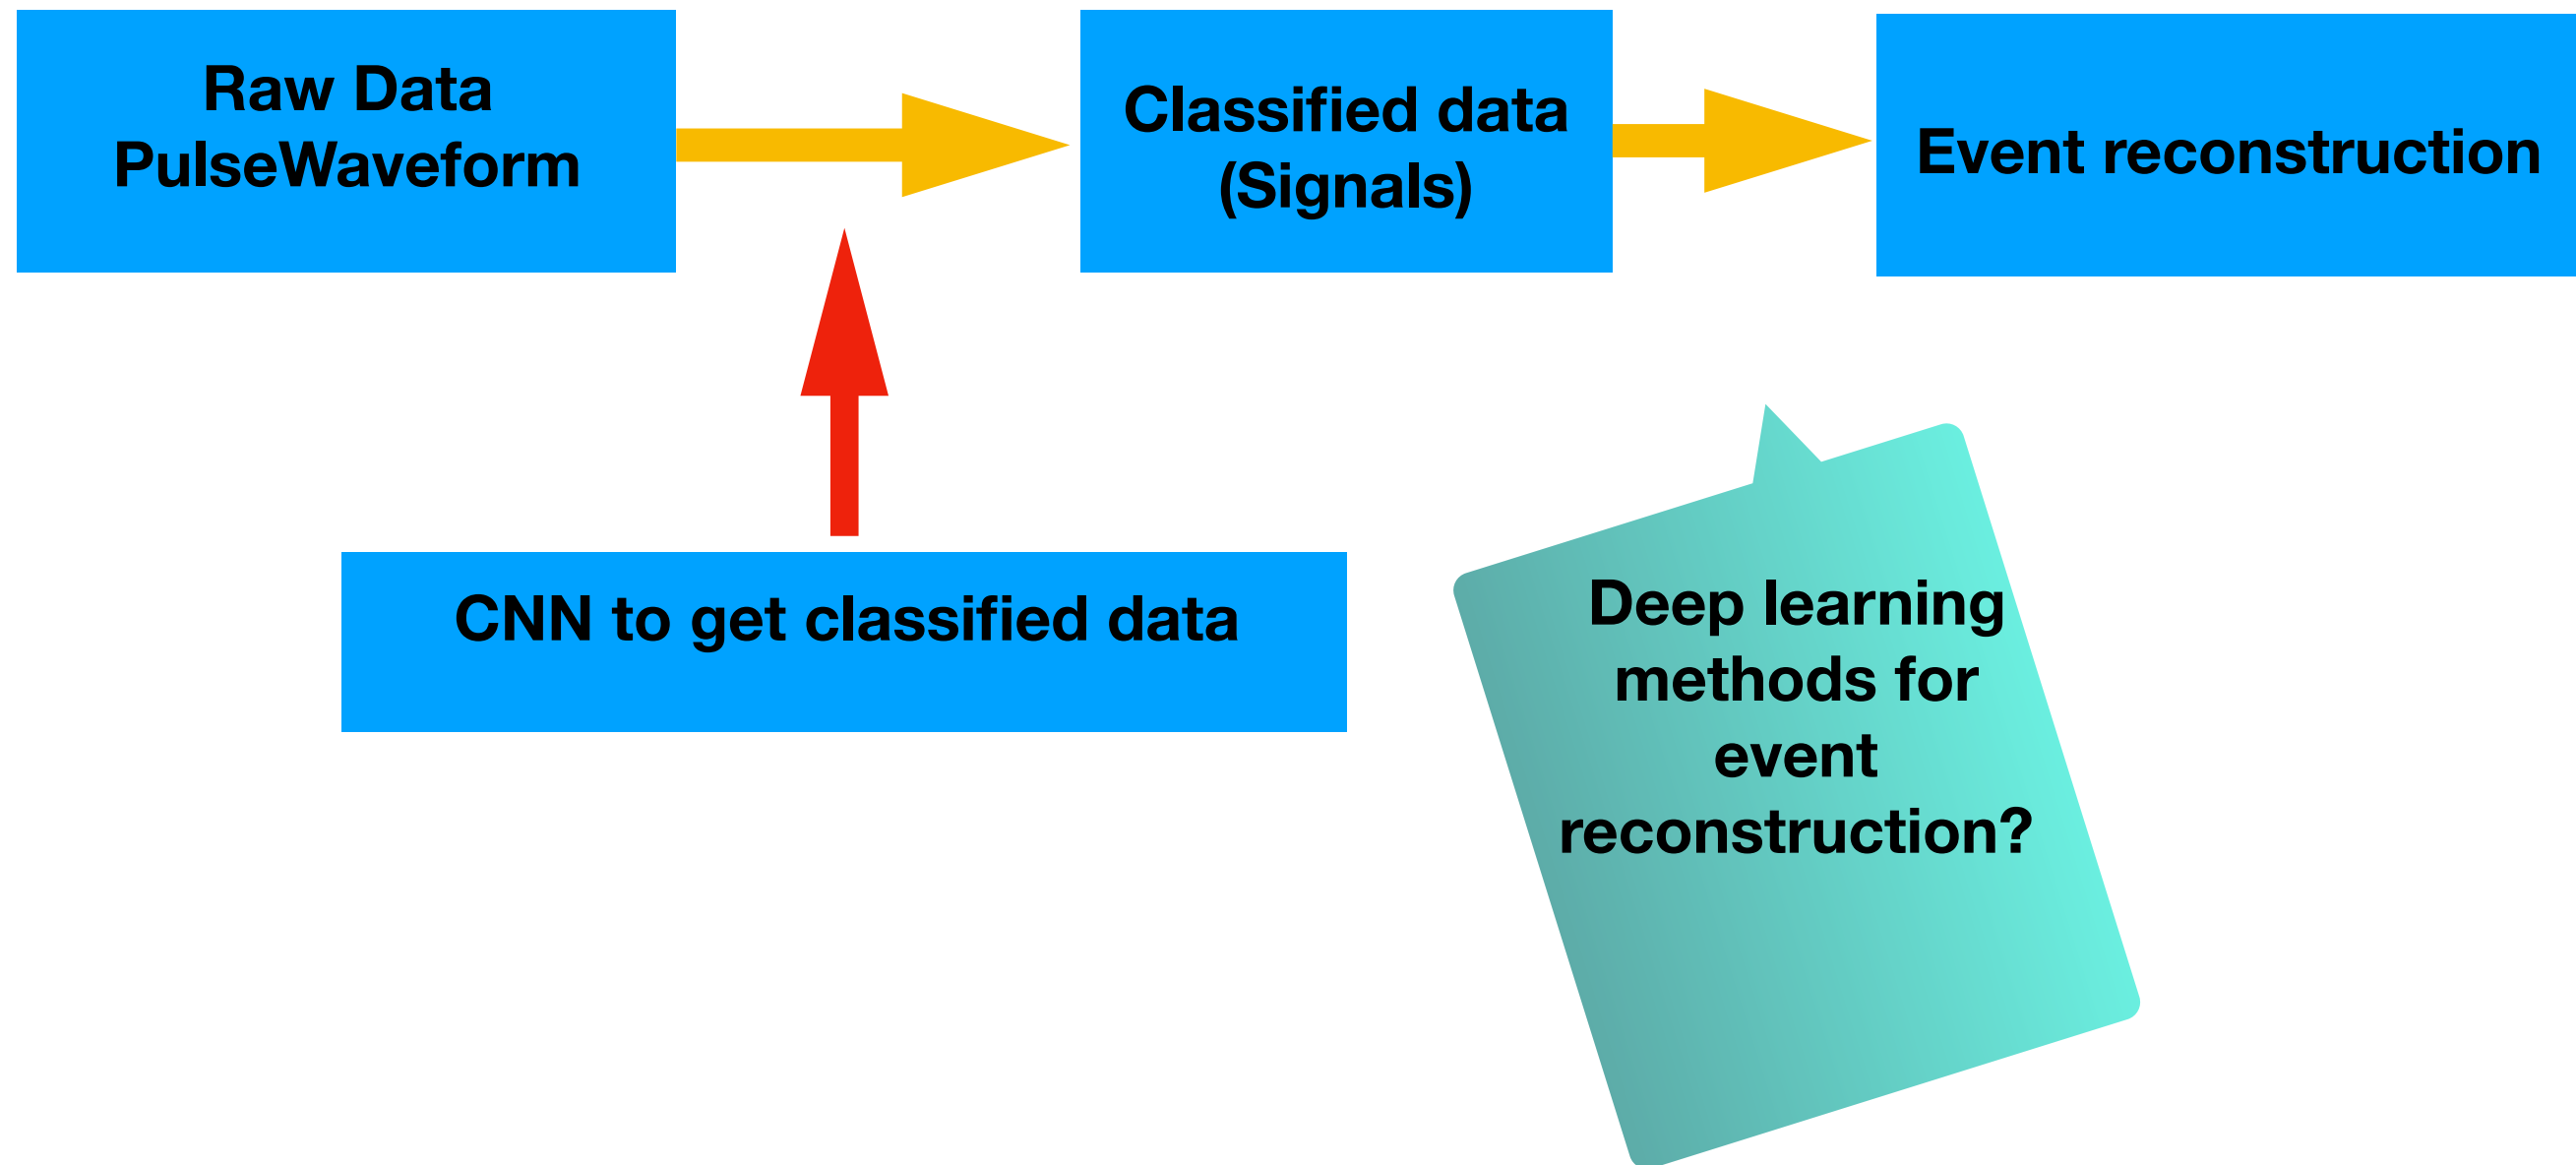 Raw Data
PulseWaveform
Classified data
(Signals)
Event reconstruction
CNN to get classified data
Deep learning
methods for
event
reconstruction?